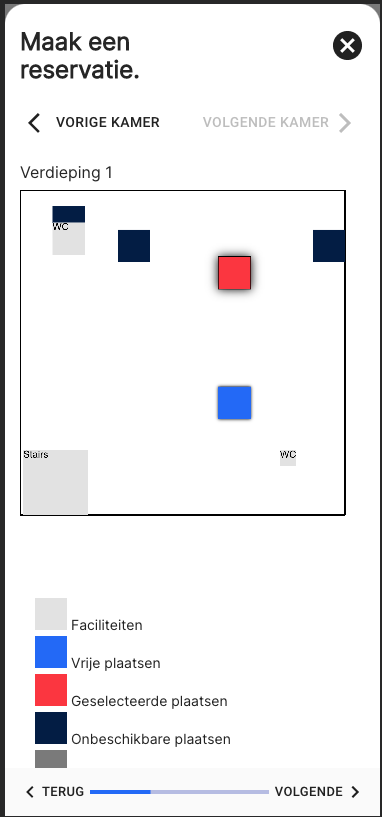 Maak een
reservatie.
VORIGE KAMER
VOLGENDE KAMER
Verdieping 1
WC
Stairs
WC
Faciliteiten
Vrije plaatsen
Geselecteerde plaatsen
Onbeschikbare plaatsen
TERUG
VOLGENDE